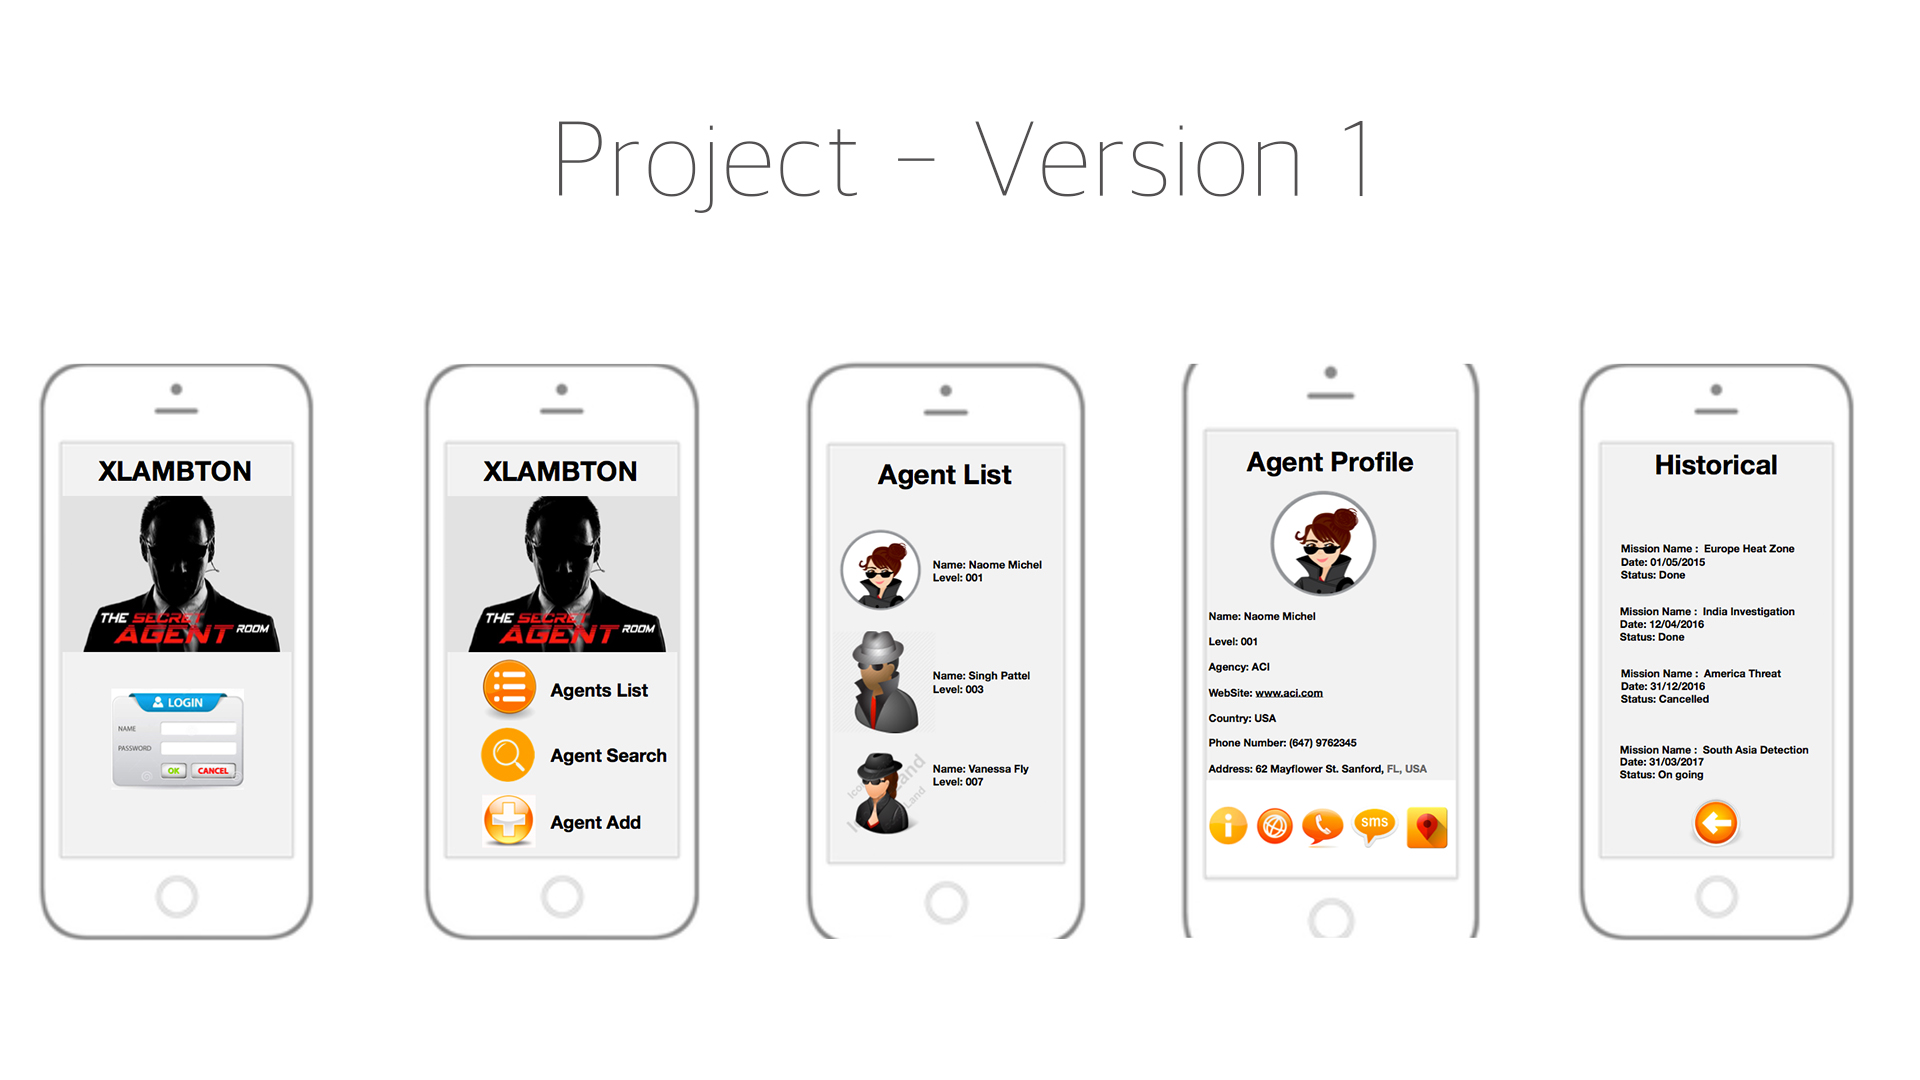 Project - Version 1
XLAMBTON
THE SECRET
AGENT ROOM
LOGIN
NAME
PASSWORD
OK CANCEL
XLAMBTON
THE SECRET
AGENT ROOM
Agents List
Agent Search
Agent Add
Agent List
Name: Naome Michel
Level: 001
Name: Singh Pattel
Level: 003
Name: Vanessa Fly
Level: 007
Land
Land
Agent Profile
Name: Naome Michel
Level: 001
Agency: ACI
WebSite: www.aci.com
Country: USA
Phone Number: (647) 9762345
Address: 62 Mayflower St. Sanford, FL, USA
sms
Historical
Mission Name : Europe Heat Zone
Date: 01/05/2015
Status: Done
Mission Name : India Investigation
Date: 12/04/2016
Status: Done
Mission Name : America Threat
Date: 31/12/2016
Status: Cancelled
Mission Name : South Asia Detection
Date: 31/03/2017
Status: On going